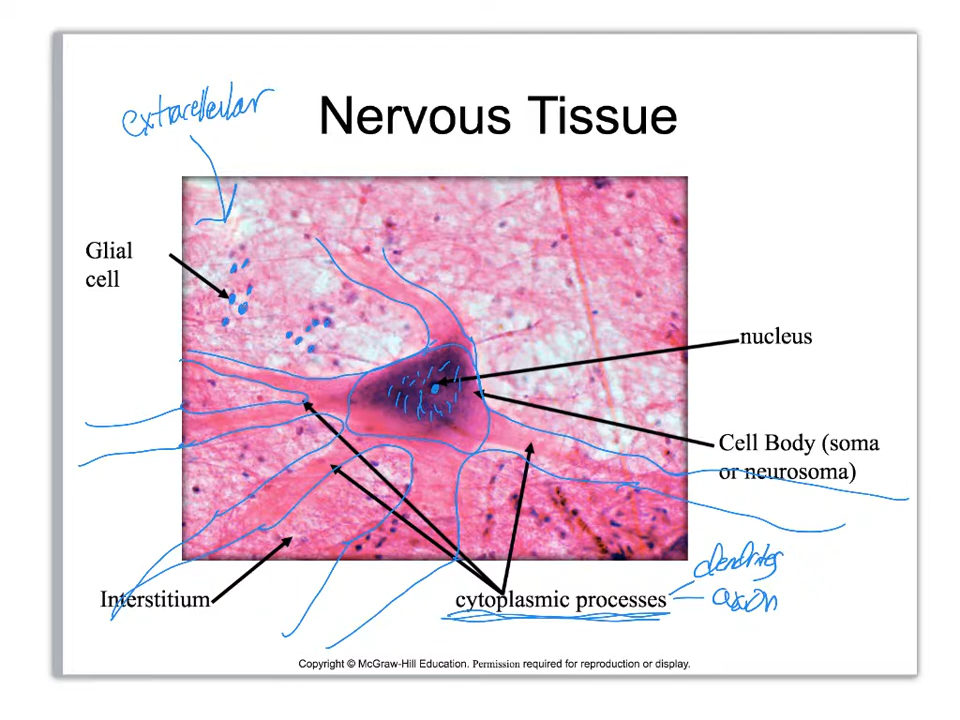 extracellular
Nervous Tissue
Glial
cell
nucleus
Cell Body (soma
or neurosoma)
Interstitium
cytoplasmic processes
dendrites
axon
Copyright © McGraw-Hill Education. Permission required for reproduction or display.